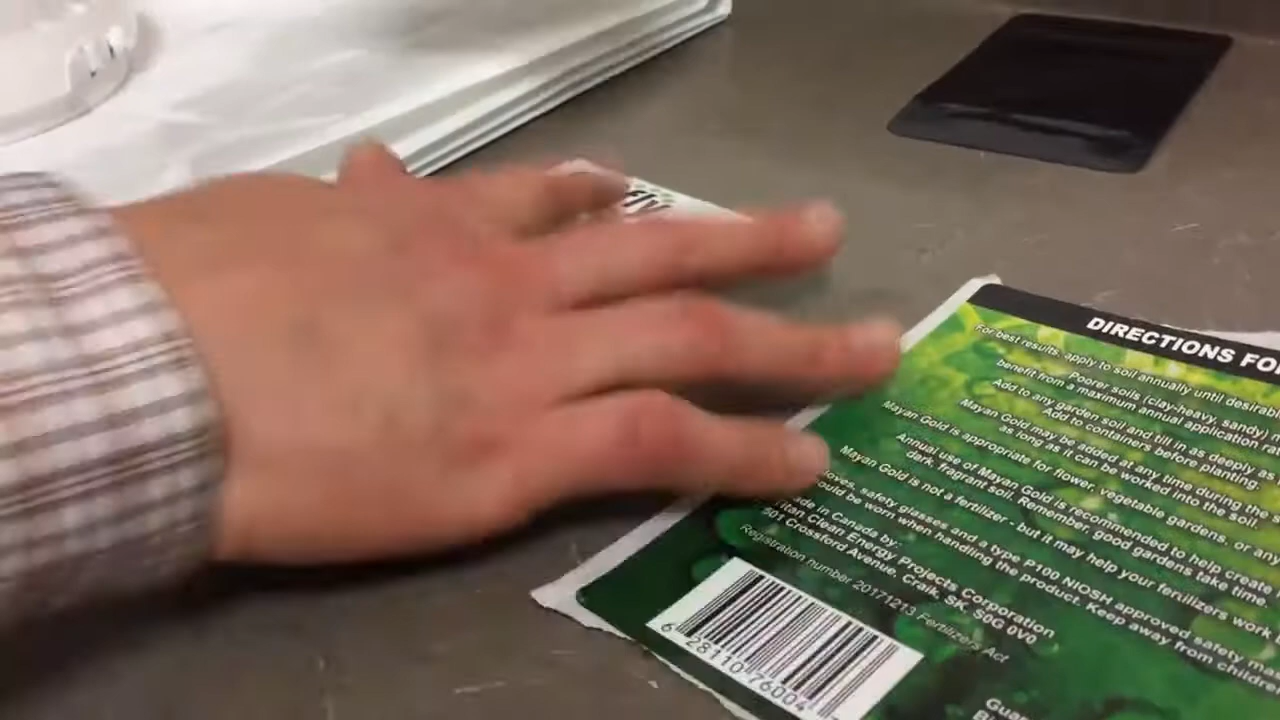 fly
DIRECTIONS FO
For best results, apply to soil annually until desirab
Poorer soils (clay-heavy, sandy)
benefit from a maximum annual application ra
Add to any garden soil and till in as deeply as
Add to containers before planting.
Mayan Gold may be added at any time during the
as long as it can be worked into the soil.
Mayan Gold is appropriate for flower, vegetable gardens, or any
Annual use of Mayan Gold is recommended to help create
dark, fragrant soil. Remember, good gardens take time.
Mayan Gold is not a fertilizer - but it may help your fertilizers work
loves, safety glasses and a type P100 NIOSH approved safety mas
ould be worn when handling the product. Keep away from childre
ade in Canada by:
Titan Clean Energy Projects Corporation
501 Crossford Avenue, Craik, SK, S0G 0V0
Registration number 20171213 Fertilizers Act
6 28110 76004
Gua